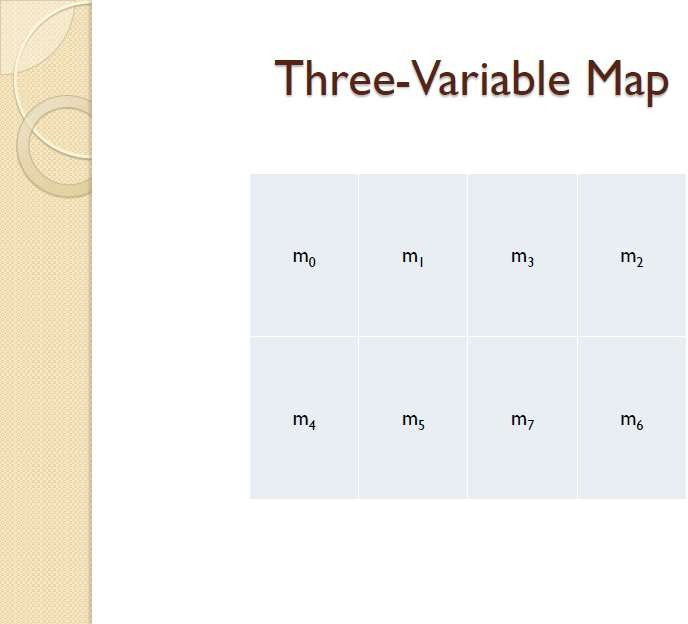 Three-Variable Map
m₀ m₁ m₃ m₂
m₄ m₅ m₇ m₆